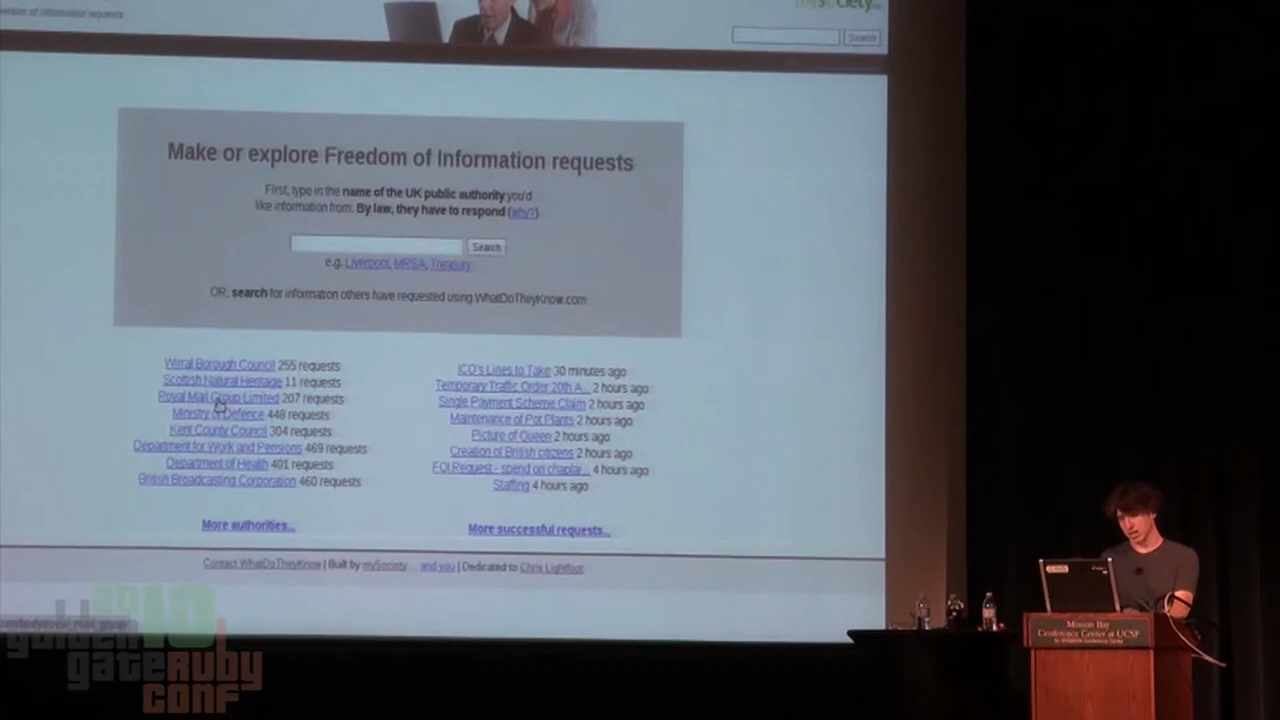 mysociety
Search
Make or explore Freedom of Information requests
First, type in the name of the UK public authority you'd
like information from. By law, they have to respond (why?).
Search
e.g. Liverpool, MRSA, Treasury
OR, search for information others have requested using WhatDoTheyKnow.com
Wirral Borough Council 255 requests
Scottish Natural Heritage 11 requests
Royal Mail Group Limited 207 requests
Ministry of Defence 448 requests
Kent County Council 304 requests
Department for Work and Pensions 469 requests
Department of Health 401 requests
British Broadcasting Corporation 460 requests
More authorities...
ICO's Lines to Take 30 minutes ago
Temporary Traffic Order 20th A... 2 hours ago
Single Payment Scheme Claim 2 hours ago
Maintenance of Pot Plants 2 hours ago
Picture of Queen 2 hours ago
Creation of British citizens 2 hours ago
FOI Request - spend on chaplai... 4 hours ago
Staffing 4 hours ago
More successful requests...
Contact WhatDoTheyKnow | Built by mySociety ... and you | Dedicated to Chris Lightfoot
2010
golden
gateRuby
conf
Mission Bay
Conference Center at UCSF